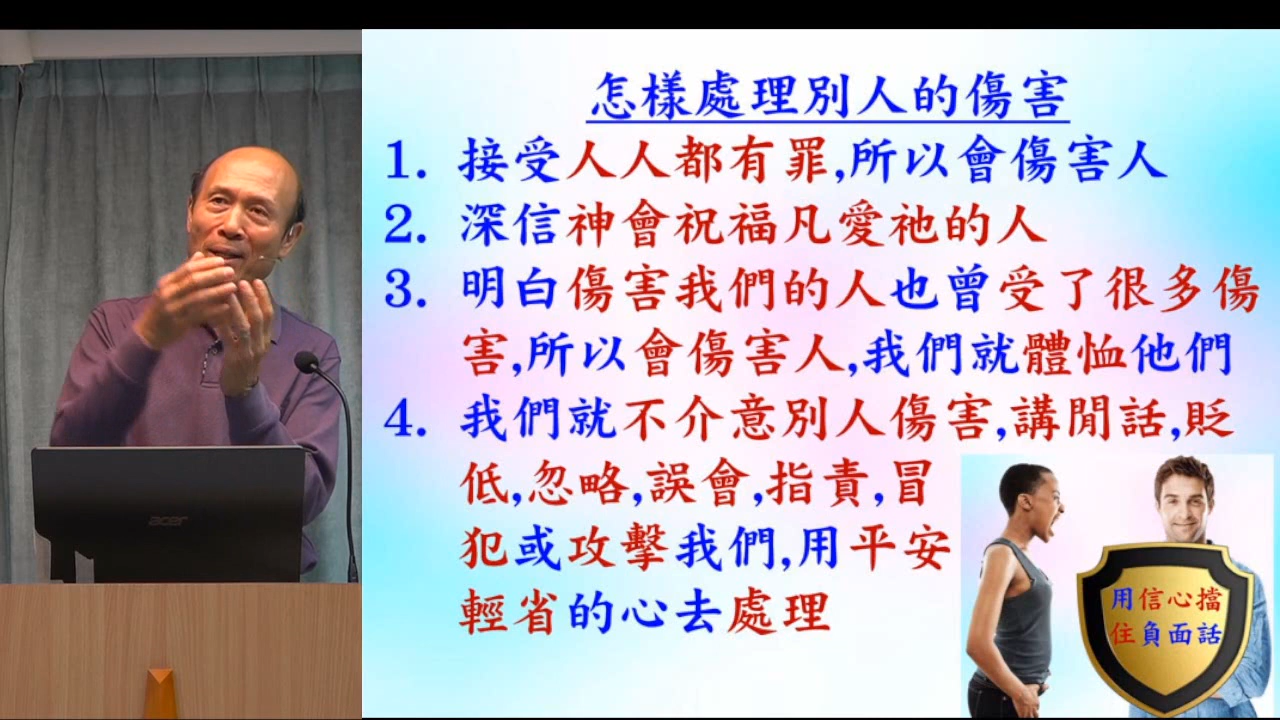 怎樣處理別人的傷害
1. 接受人人都有罪,所以會傷害人
2. 深信神會祝福凡愛祂的人
3. 明白傷害我們的人也曾受了很多傷
害,所以會傷害人,我們就體恤他們
4. 我們就不介意別人傷害,講閒話,貶
低,忽略,誤會,指責,冒
犯或攻擊我們,用平安
輕省的心去處理
用信心擋
住負面話
acer